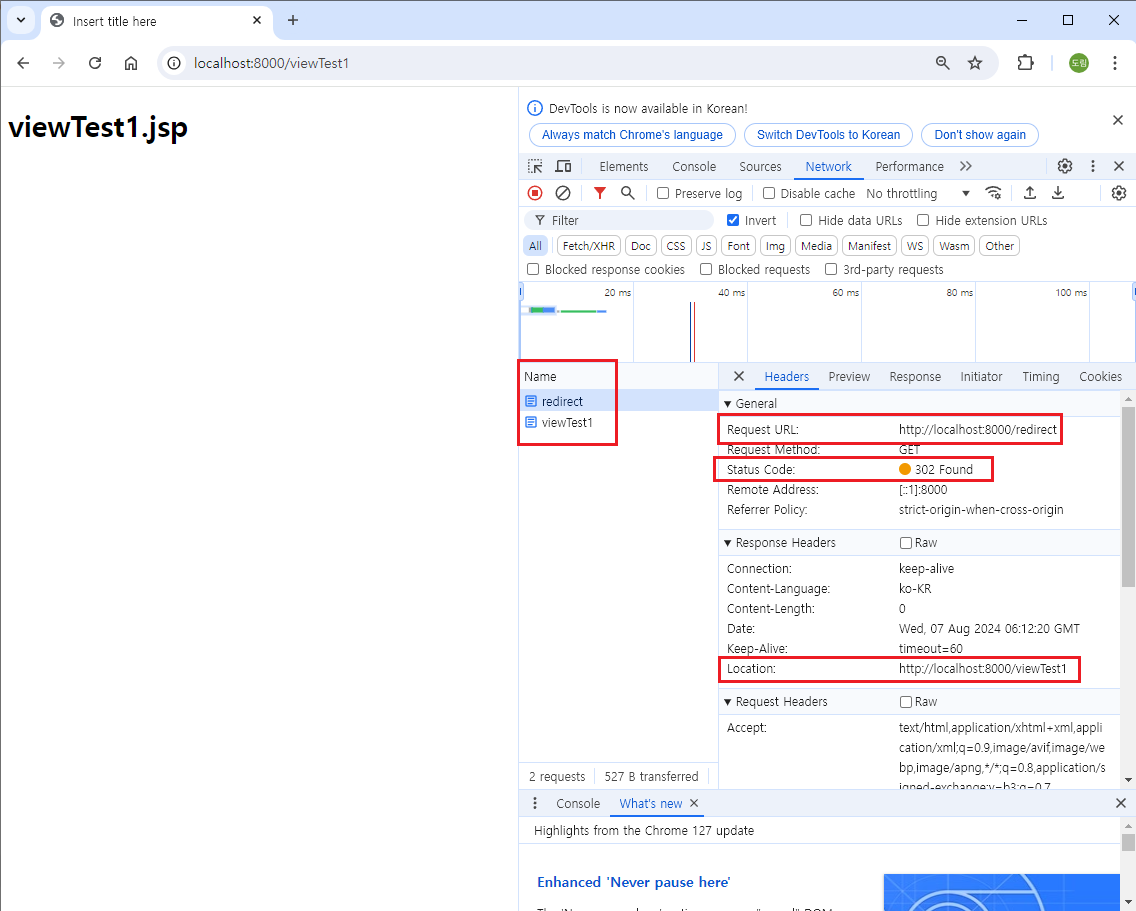 Insert title here
localhost:8000/viewTest1
도림
viewTest1.jsp
DevTools is now available in Korean!
Always match Chrome's language Switch DevTools to Korean Don't show again
Elements Console Sources Network Performance
Preserve log Disable cache No throttling
Filter Invert Hide data URLs Hide extension URLs
All Fetch/XHR Doc CSS JS Font Img Media Manifest WS Wasm Other
Blocked response cookies Blocked requests 3rd-party requests
20 ms 40 ms 60 ms 80 ms 100 ms
Name
redirect
viewTest1
Headers Preview Response Initiator Timing Cookies
General
Request URL: http://localhost:8000/redirect
Request Method: GET
Status Code: 302 Found
Remote Address: [::1]:8000
Referrer Policy: strict-origin-when-cross-origin
Response Headers Raw
Connection: keep-alive
Content-Language: ko-KR
Content-Length: 0
Date: Wed, 07 Aug 2024 06:12:20 GMT
Keep-Alive: timeout=60
Location: http://localhost:8000/viewTest1
Request Headers Raw
Accept: text/html,application/xhtml+xml,appli
cation/xml;q=0.9,image/avif,image/we
bp,image/apng,*/*;q=0.8,application/s
igned-exchange;v=b3;q=0.7
2 requests 527 B transferred
Console What's new
Highlights from the Chrome 127 update
Enhanced 'Never pause here'